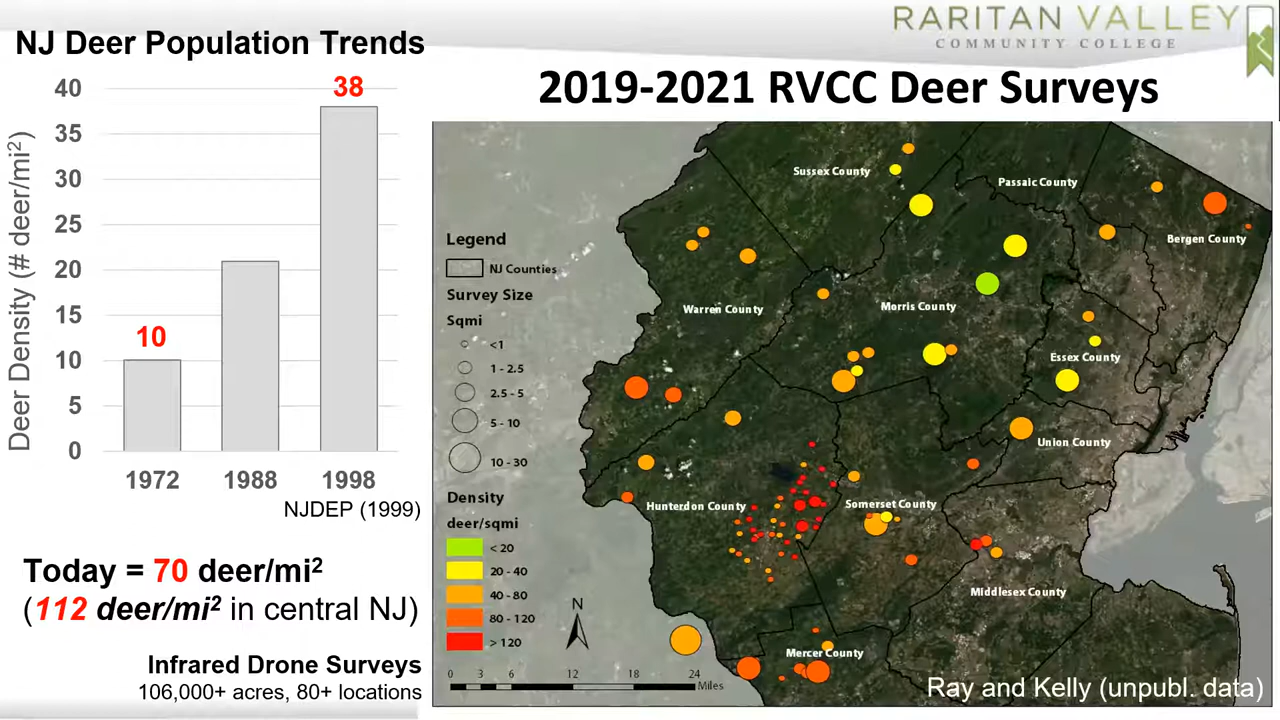 RARITAN VALLEY
COMMUNITY COLLEGE
NJ Deer Population Trends
Deer Density (# deer/mi²)
40
35
30
25
20
15
10
5
0
10
38
1972 1988 1998
NJDEP (1999)
Today = 70 deer/mi²
(112 deer/mi² in central NJ)
Infrared Drone Surveys
106,000+ acres, 80+ locations
2019-2021 RVCC Deer Surveys
Legend
NJ Counties
Survey Size
Sqmi
<1
1 - 2.5
2.5 - 5
5 - 10
10 - 30
Density
deer/sqmi
< 20
20 - 40
40 - 80
80 - 120
> 120
N
0 3 6 12 18 24
Miles
Sussex County
Passaic County
Bergen County
Warren County
Morris County
Essex County
Union County
Hunterdon County
Somerset County
Middlesex County
Mercer County
Ray and Kelly (unpubl. data)